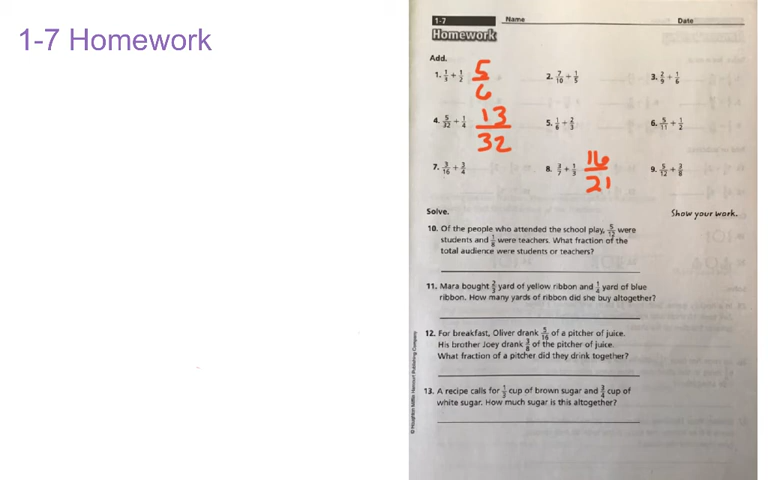 1-7 Homework
1-7 Name Date
Homework
Add.
1. 1/3 + 1/2 5/6 2. 7/10 + 1/5 3. 2/9 + 1/6
4. 5/32 + 1/4 13/32 5. 1/6 + 2/3 6. 5/11 + 1/2
7. 3/16 + 3/4 8. 3/7 + 1/3 16/21 9. 5/12 + 3/8
Solve. Show your work.
10. Of the people who attended the school play, 5/12 were
students and 1/8 were teachers. What fraction of the
total audience were students or teachers?
11. Mara bought 2/3 yard of yellow ribbon and 1/4 yard of blue
ribbon. How many yards of ribbon did she buy altogether?
12. For breakfast, Oliver drank 5/16 of a pitcher of juice.
His brother Joey drank 3/8 of the pitcher of juice.
What fraction of a pitcher did they drink together?
13. A recipe calls for 1/3 cup of brown sugar and 3/4 cup of
white sugar. How much sugar is this altogether?
© Houghton Mifflin Harcourt Publishing Company